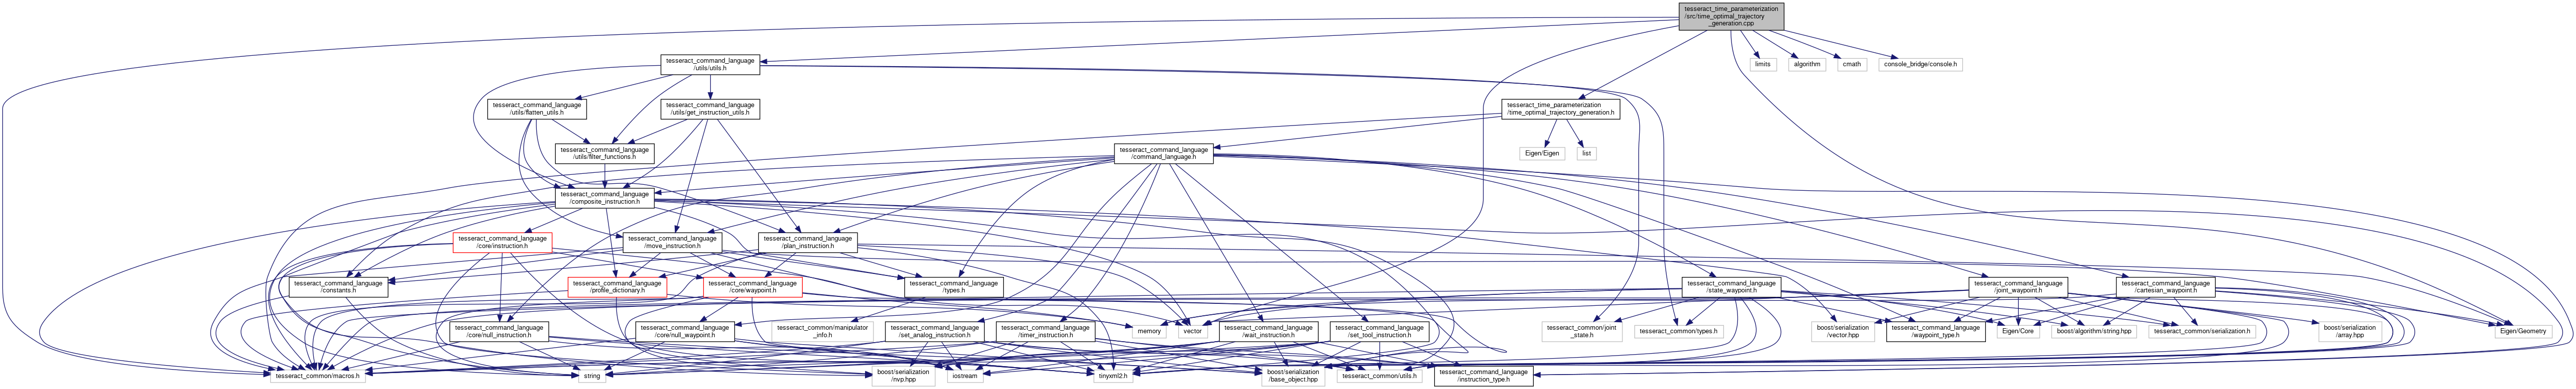 tesseract_time_parameterization
/src/time_optimal_trajectory
_generation.cpp
tesseract_command_language
/utils/utils.h
limits
algorithm
cmath
console_bridge/console.h
tesseract_command_language
/utils/flatten_utils.h
tesseract_command_language
/utils/get_instruction_utils.h
tesseract_time_parameterization
/time_optimal_trajectory_generation.h
tesseract_command_language
/utils/filter_functions.h
tesseract_command_language
/command_language.h
Eigen/Eigen
list
tesseract_command_language
/composite_instruction.h
tesseract_command_language
/core/instruction.h
tesseract_command_language
/move_instruction.h
tesseract_command_language
/plan_instruction.h
tesseract_command_language
/constants.h
tesseract_command_language
/profile_dictionary.h
tesseract_command_language
/core/waypoint.h
tesseract_command_language
/types.h
tesseract_command_language
/state_waypoint.h
tesseract_command_language
/joint_waypoint.h
tesseract_command_language
/cartesian_waypoint.h
tesseract_command_language
/core/null_instruction.h
tesseract_command_language
/core/null_waypoint.h
tesseract_common/manipulator
_info.h
tesseract_command_language
/set_analog_instruction.h
tesseract_command_language
/timer_instruction.h
memory
vector
tesseract_command_language
/wait_instruction.h
tesseract_command_language
/set_tool_instruction.h
tesseract_common/joint
_state.h
tesseract_common/types.h
boost/serialization
/vector.hpp
tesseract_command_language
/waypoint_type.h
Eigen/Core
boost/algorithm/string.hpp
tesseract_common/serialization.h
boost/serialization
/array.hpp
Eigen/Geometry
tesseract_common/macros.h
string
boost/serialization
/nvp.hpp
iostream
tinyxml2.h
boost/serialization
/base_object.hpp
tesseract_common/utils.h
tesseract_command_language
/instruction_type.h